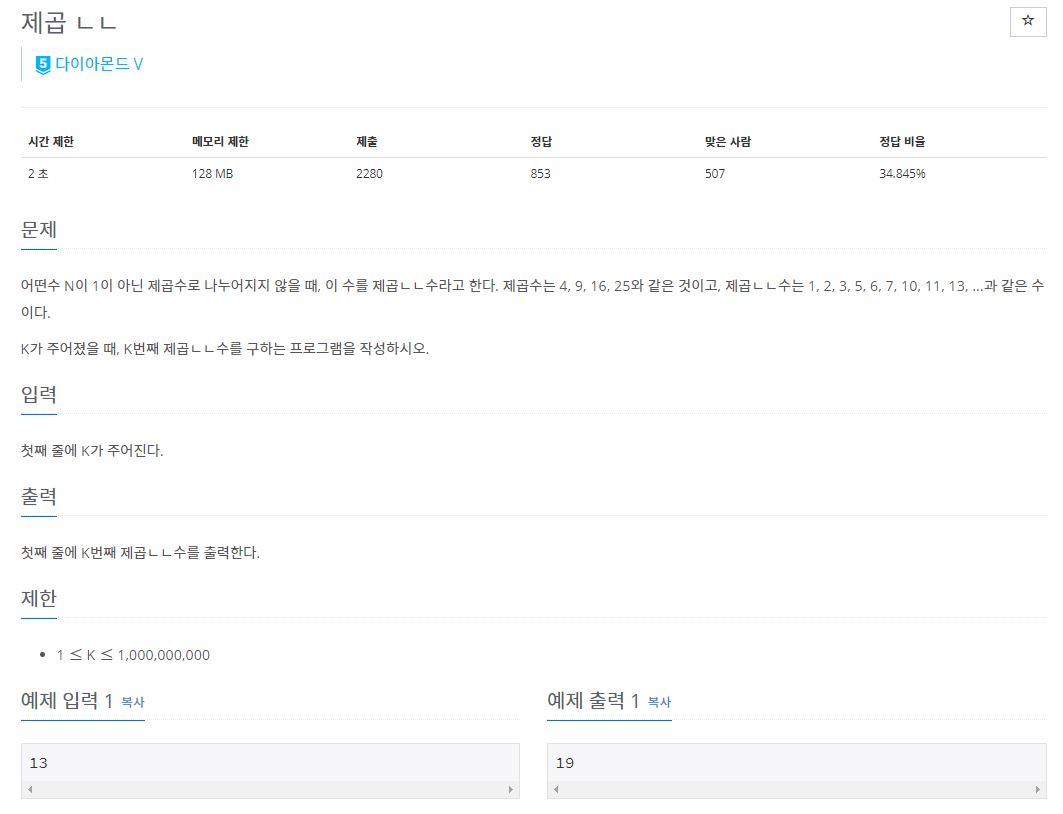 제곱 ㄴㄴ
☆
5 다이아몬드 V
시간 제한 메모리 제한 제출 정답 맞은 사람 정답 비율
2 초 128 MB 2280 853 507 34.845%
문제
어떤수 N이 1이 아닌 제곱수로 나누어지지 않을 때, 이 수를 제곱ㄴㄴ수라고 한다. 제곱수는 4, 9, 16, 25와 같은 것이고, 제곱ㄴㄴ수는 1, 2, 3, 5, 6, 7, 10, 11, 13, ...과 같은 수
이다.
K가 주어졌을 때, K번째 제곱ㄴㄴ수를 구하는 프로그램을 작성하시오.
입력
첫째 줄에 K가 주어진다.
출력
첫째 줄에 K번째 제곱ㄴㄴ수를 출력한다.
제한
• 1 ≤ K ≤ 1,000,000,000
예제 입력 1 복사 예제 출력 1 복사
13 19